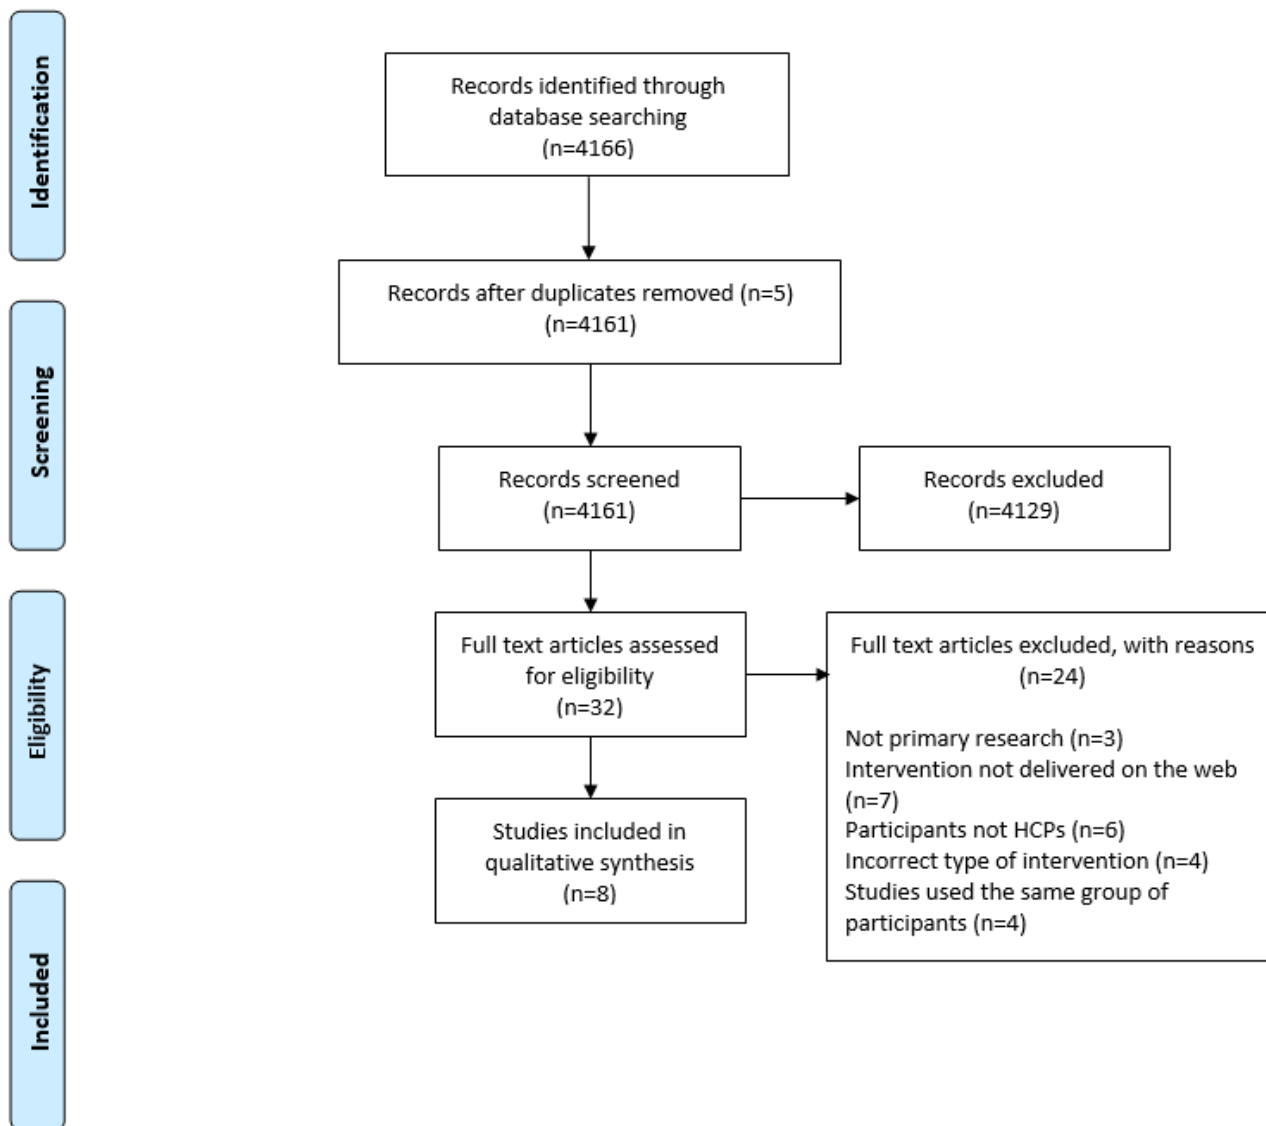 Identification
Records identified through
database searching
(n=4166)
Records after duplicates removed (n=5)
(n=4161)
Screening
Records screened
(n=4161)
Records excluded
(n=4129)
Eligibility
Full text articles assessed
for eligibility
(n=32)
Full text articles excluded, with reasons
(n=24)
Not primary research (n=3)
Intervention not delivered on the web
(n=7)
Participants not HCPs (n=6)
Incorrect type of intervention (n=4)
Studies used the same group of
participants (n=4)
Studies included in
qualitative synthesis
(n=8)
Included